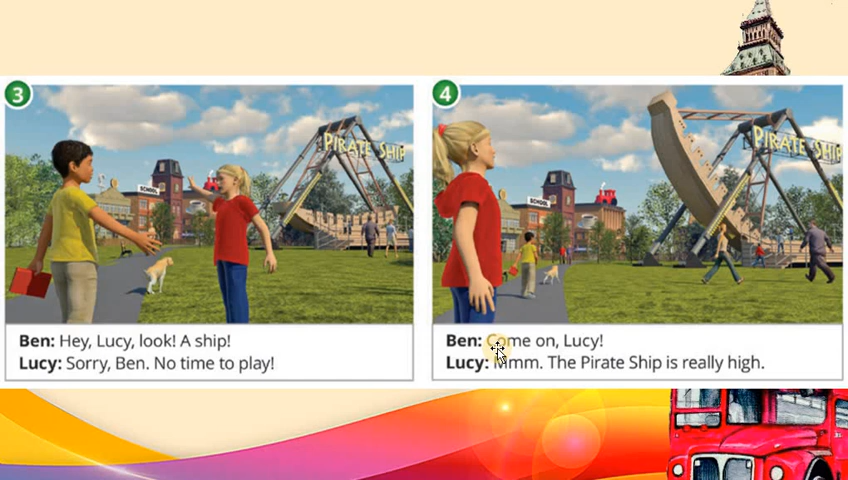 3
SCHOOL
PIRATE SHIP
Ben: Hey, Lucy, look! A ship!
Lucy: Sorry, Ben. No time to play!
4
SCHOOL
PIRATE SHIP
Ben: Come on, Lucy!
Lucy: Mmm. The Pirate Ship is really high.